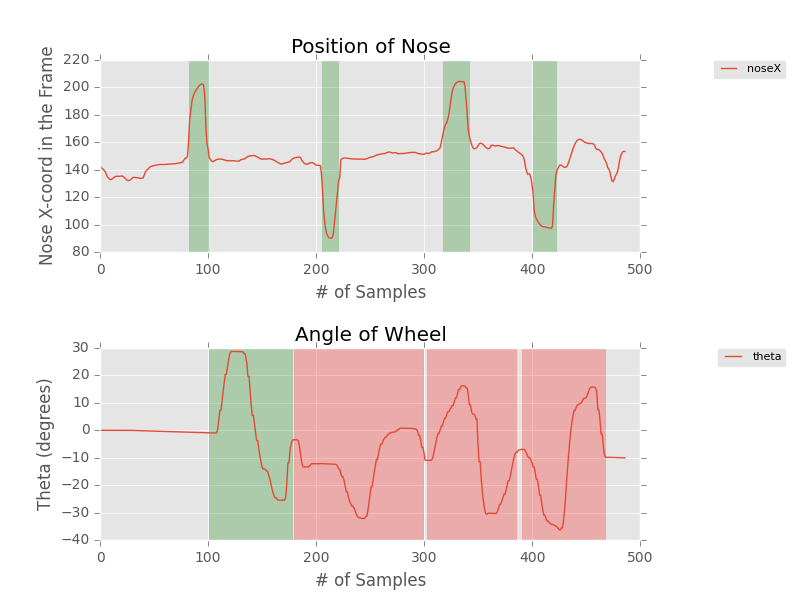 Position of Nose
220
200
180
160
140
120
100
80
Nose X-coord in the Frame
0 100 200 300 400 500
# of Samples
noseX
Angle of Wheel
30
20
10
0
−10
−20
−30
−40
Theta (degrees)
0 100 200 300 400 500
# of Samples
theta